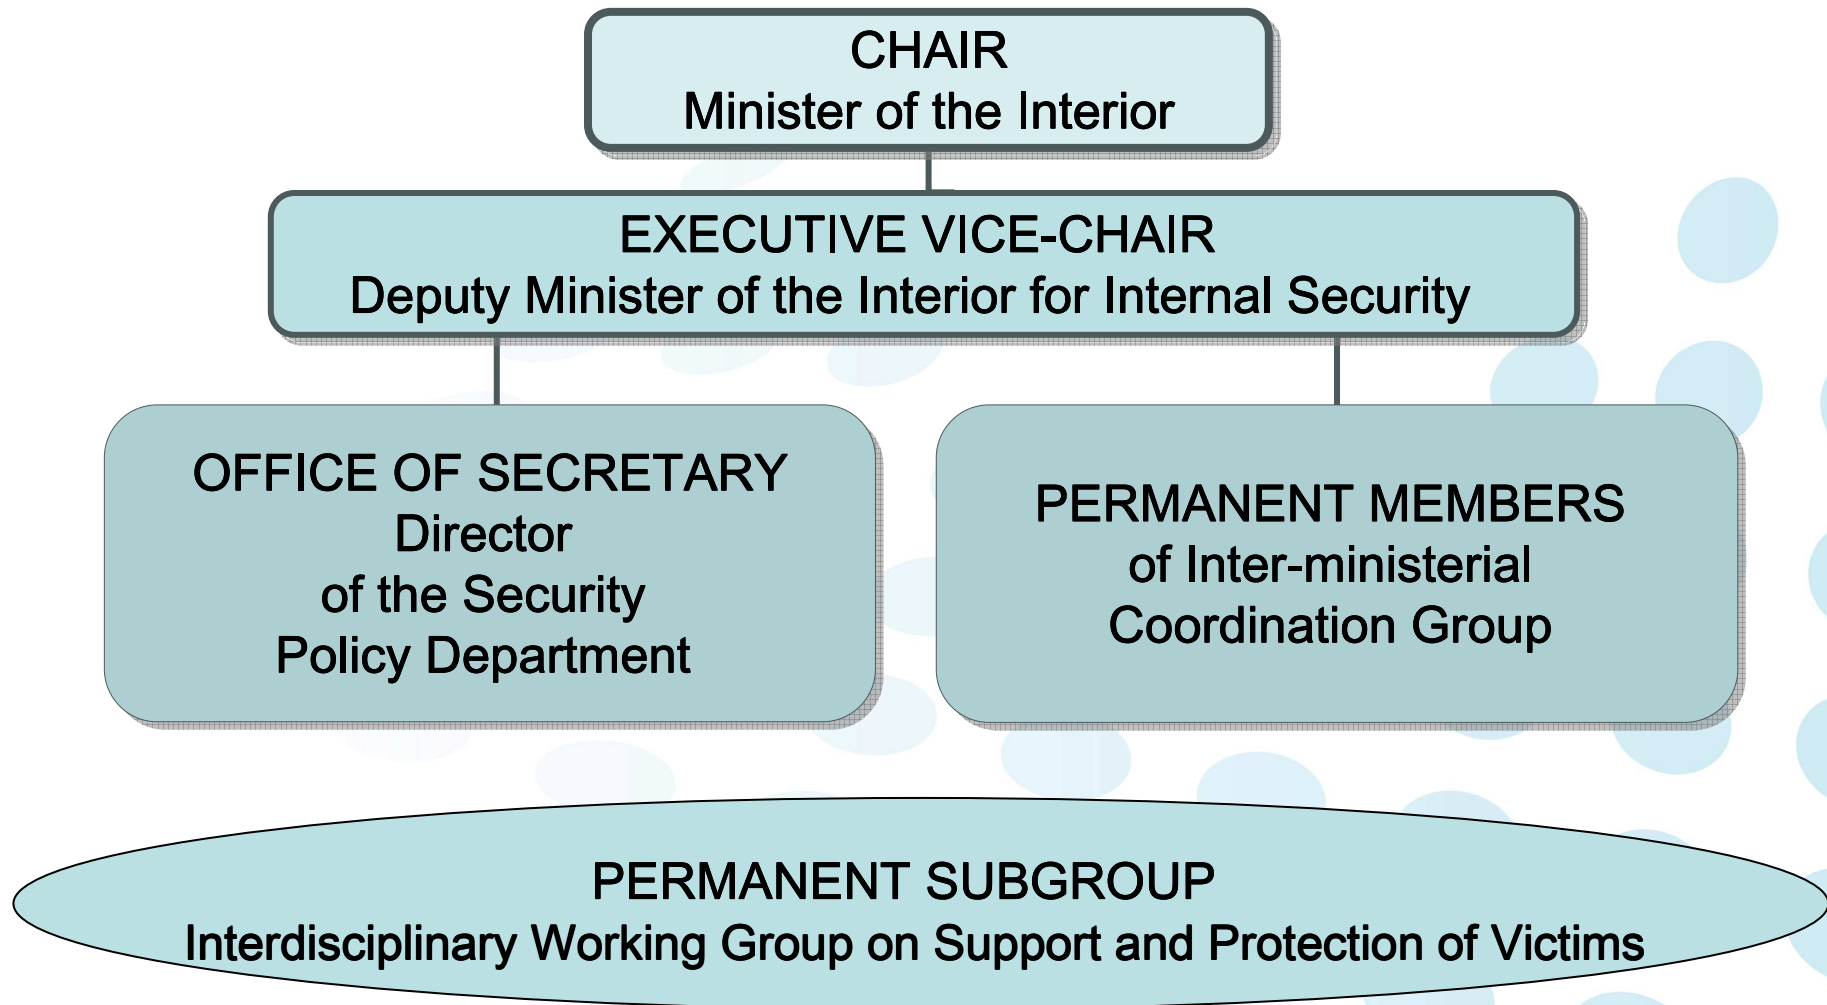 CHAIR
Minister of the Interior
EXECUTIVE VICE-CHAIR
Deputy Minister of the Interior for Internal Security
OFFICE OF SECRETARY
Director
of the Security
Policy Department
PERMANENT MEMBERS
of Inter-ministerial
Coordination Group
PERMANENT SUBGROUP
Interdisciplinary Working Group on Support and Protection of Victims